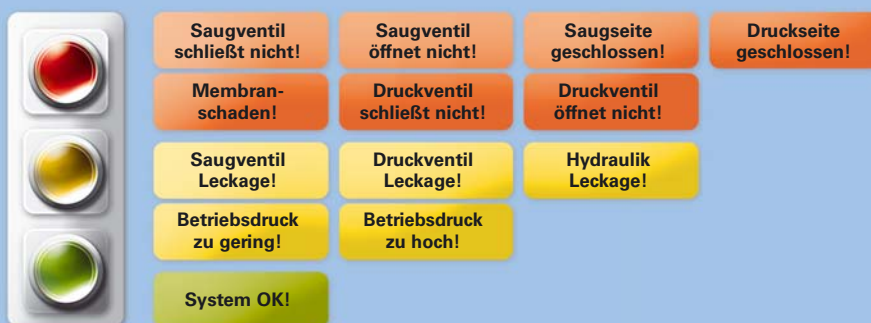 Saugventil
schließt nicht!
Saugventil
öffnet nicht!
Saugseite
geschlossen!
Druckseite
geschlossen!
Membran-
schaden!
Druckventil
schließt nicht!
Druckventil
öffnet nicht!
Saugventil
Leckage!
Druckventil
Leckage!
Hydraulik
Leckage!
Betriebsdruck
zu gering!
Betriebsdruck
zu hoch!
System OK!